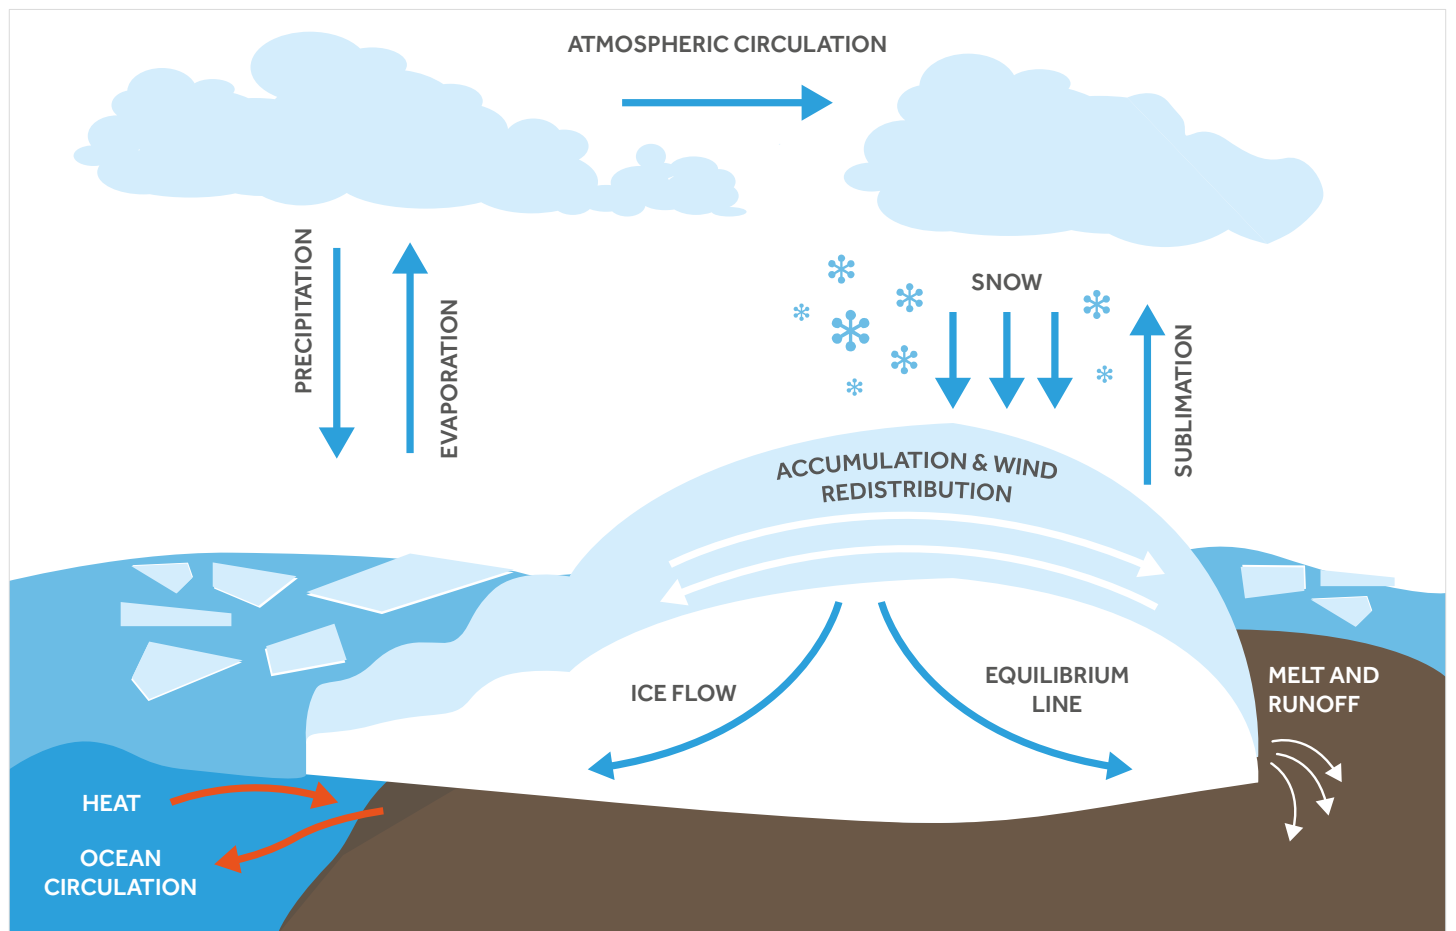 ATMOSPHERIC CIRCULATION
PRECIPITATION
EVAPORATION
SNOW
SUBLIMATION
ACCUMULATION & WIND
REDISTRIBUTION
ICE FLOW
EQUILIBRIUM
LINE
MELT AND
RUNOFF
HEAT
OCEAN
CIRCULATION